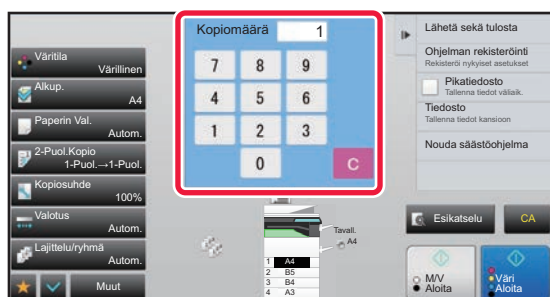 Väritila
Värillinen
Alkup.
A4
Paperin Val.
Autom.
2-Puol.Kopio
1-Puol.→1-Puol.
Kopiosuhde
100%
Valotus
Autom.
Lajittelu/ryhmä
Autom.
Muut
Kopiomäärä 1
7 8 9
4 5 6
1 2 3
0 C
Tavall.
A4
1 A4
2 B5
3 B4
4 A3
Lähetä sekä tulosta
Ohjelman rekisteröinti
Rekisteröi nykyiset asetukset
Pikatiedosto
Tallenna tiedot väliaik.
Tiedosto
Tallenna tiedot kansioon
Nouda säästöohjelma
Esikatselu
CA
M/V
Aloita
Väri
Aloita